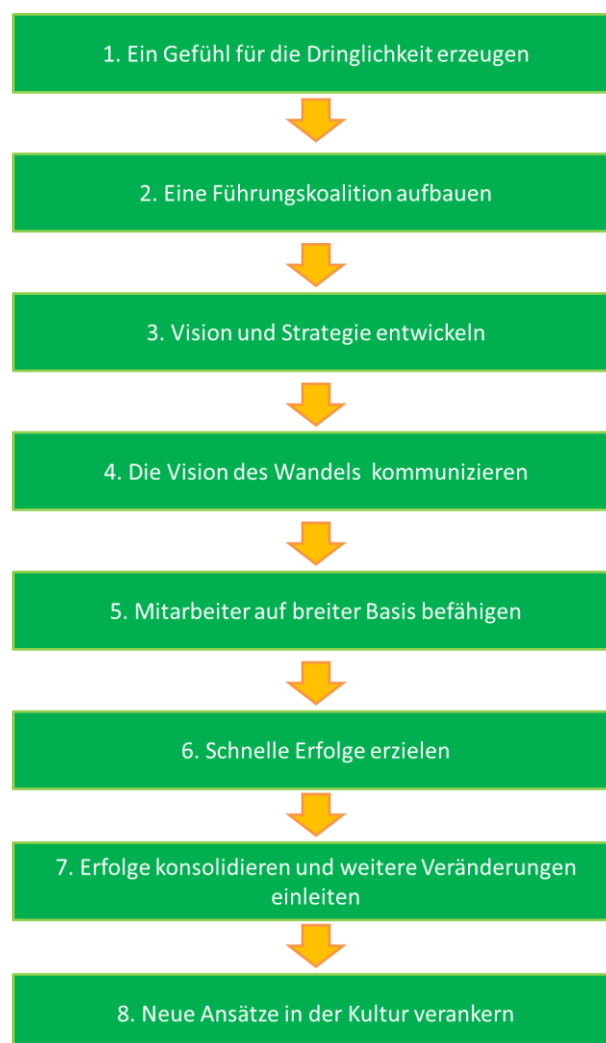 1. Ein Gefühl für die Dringlichkeit erzeugen
2. Eine Führungskoalition aufbauen
3. Vision und Strategie entwickeln
4. Die Vision des Wandels  kommunizieren
5. Mitarbeiter auf breiter Basis befähigen
6. Schnelle Erfolge erzielen
7. Erfolge konsolidieren und weitere Veränderungen
einleiten
8. Neue Ansätze in der Kultur verankern